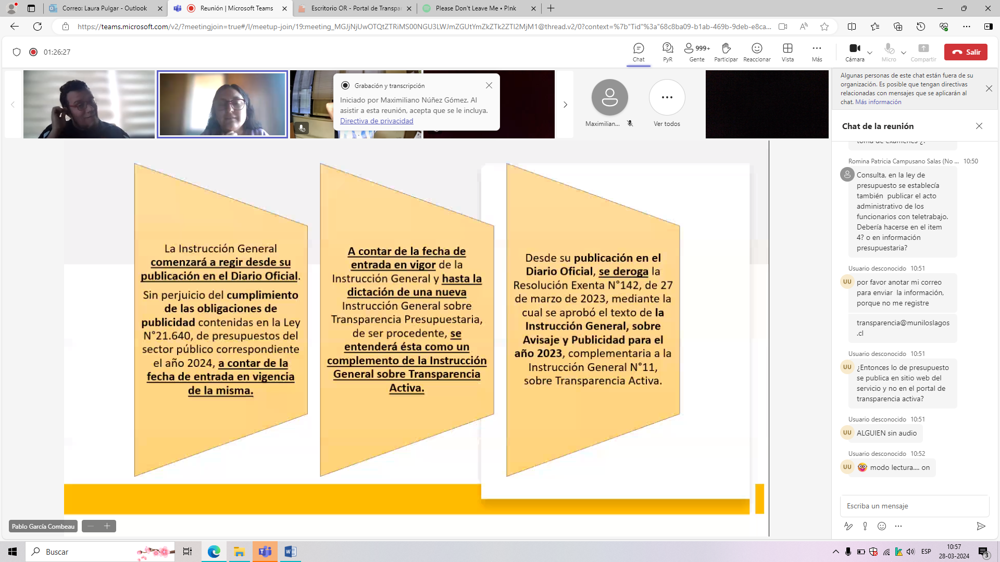 Correo: Laura Pulgar - Outlook
Reunión | Microsoft Teams
Escritorio OR - Portal de Transpa
Please Don't Leave Me • P!nk
https://teams.microsoft.com/v2/?meetingjoin=true#/l/meetup-join/19:meeting_MGJjNjUwOTQtZTRiMS00NGU3LWJmZGUtYmZkZTk2ZTI2MjM1@thread.v2/0?context=%7b"Tid"%3a"68c8ba09-b1ab-469b-9deb-e8ca...
01:26:27
Chat
PyR
999+
Gente
Participar
Reaccionar
Vista
Más
Cámara
Micro
Compartir
Salir
Grabación y transcripción
Iniciado por Maximiliano Núñez Gómez. Al
asistir a esta reunión, acepta que se le incluya.
Directiva de privacidad
Maximilian...
Ver todos
La Instrucción General
comenzará a regir desde su
publicación en el Diario Oficial.
Sin perjuicio del cumplimiento
de las obligaciones de
publicidad contenidas en la Ley
N°21.640, de presupuestos del
sector público correspondiente
el año 2024, a contar de la
fecha de entrada en vigencia
de la misma.
A contar de la fecha de
entrada en vigor de la
Instrucción General y hasta la
dictación de una nueva
Instrucción General sobre
Transparencia Presupuestaria,
de ser procedente, se
entenderá ésta como un
complemento de la Instrucción
General sobre Transparencia
Activa.
Desde su publicación en el
Diario Oficial, se deroga la
Resolución Exenta N°142, de 27
de marzo de 2023, mediante la
cual se aprobó el texto de la
Instrucción General, sobre
Avisaje y Publicidad para el
año 2023, complementaria a la
Instrucción General N°11,
sobre Transparencia Activa.
Pablo García Combeau
Algunas personas de este chat están fuera de su
organización. Es posible que tengan directivas
relacionadas con mensajes que se aplicarán al
chat. Más información
Chat de la reunión
toma de examenes ¿?
Romina Patricia Campusano Salas (No ... 10:50
Consulta, en la ley de
presupuesto se establecía
también publicar el acto
administrativo de los
funcionarios con teletrabajo.
Debería hacerse en el item
4? o en información
presupuestaria?
Usuario desconocido 10:51
UU
por favor anotar mi correo
para enviar la información,
porque no me registre
transparencia@muniloslagos
.cl
Usuario desconocido 10:51
UU
¿Entonces lo de presupuesto
se publica en sitio web del
servicio y no en el portal de
transparencia activa?
Usuario desconocido 10:51
UU
ALGUIEN sin audio
Usuario desconocido 10:52
UU
modo lectura.... on
Escriba un mensaje
Buscar
ESP
10:57
28-03-2024
3